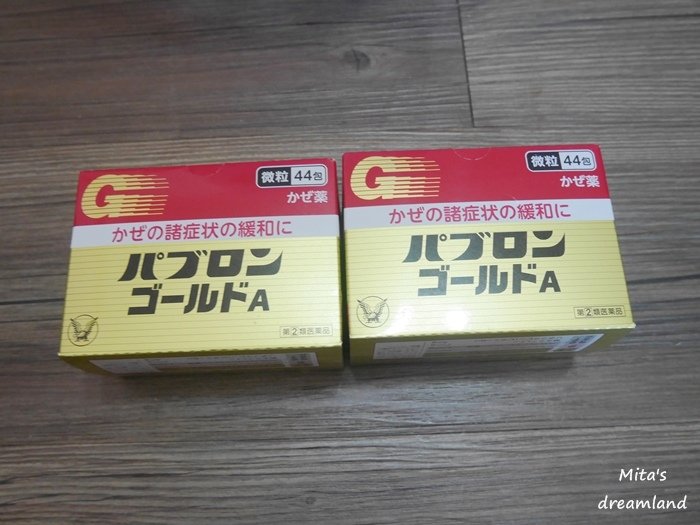 G
微粒 44包
かぜ薬
かぜの諸症状の緩和に
パブロン
ゴールドA
第2類医薬品
G
微粒 44包
かぜ薬
かぜの諸症状の緩和に
パブロン
ゴールドA
第2類医薬品
Mita's
dreamland